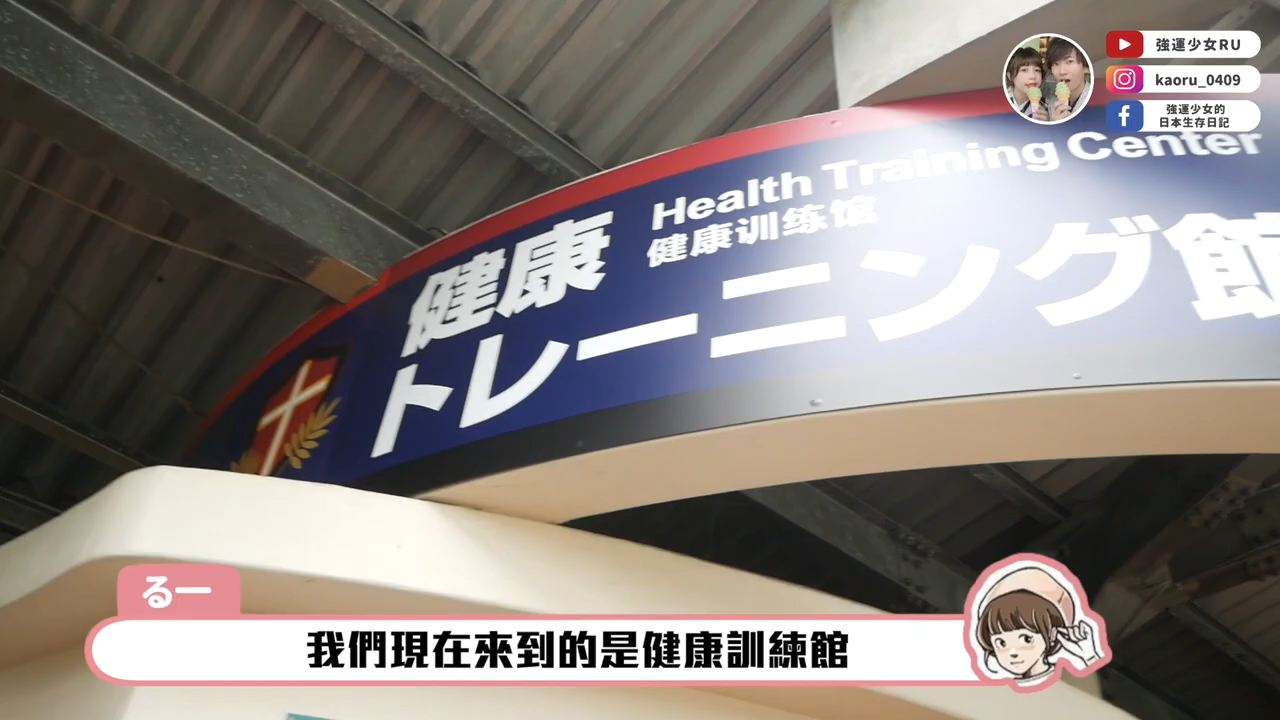 強運少女RU
kaoru_0409
強運少女的
日本生存日記
Health Training Center
健康
健康训练馆
トレーニング館
るー
我們現在來到的是健康訓練館